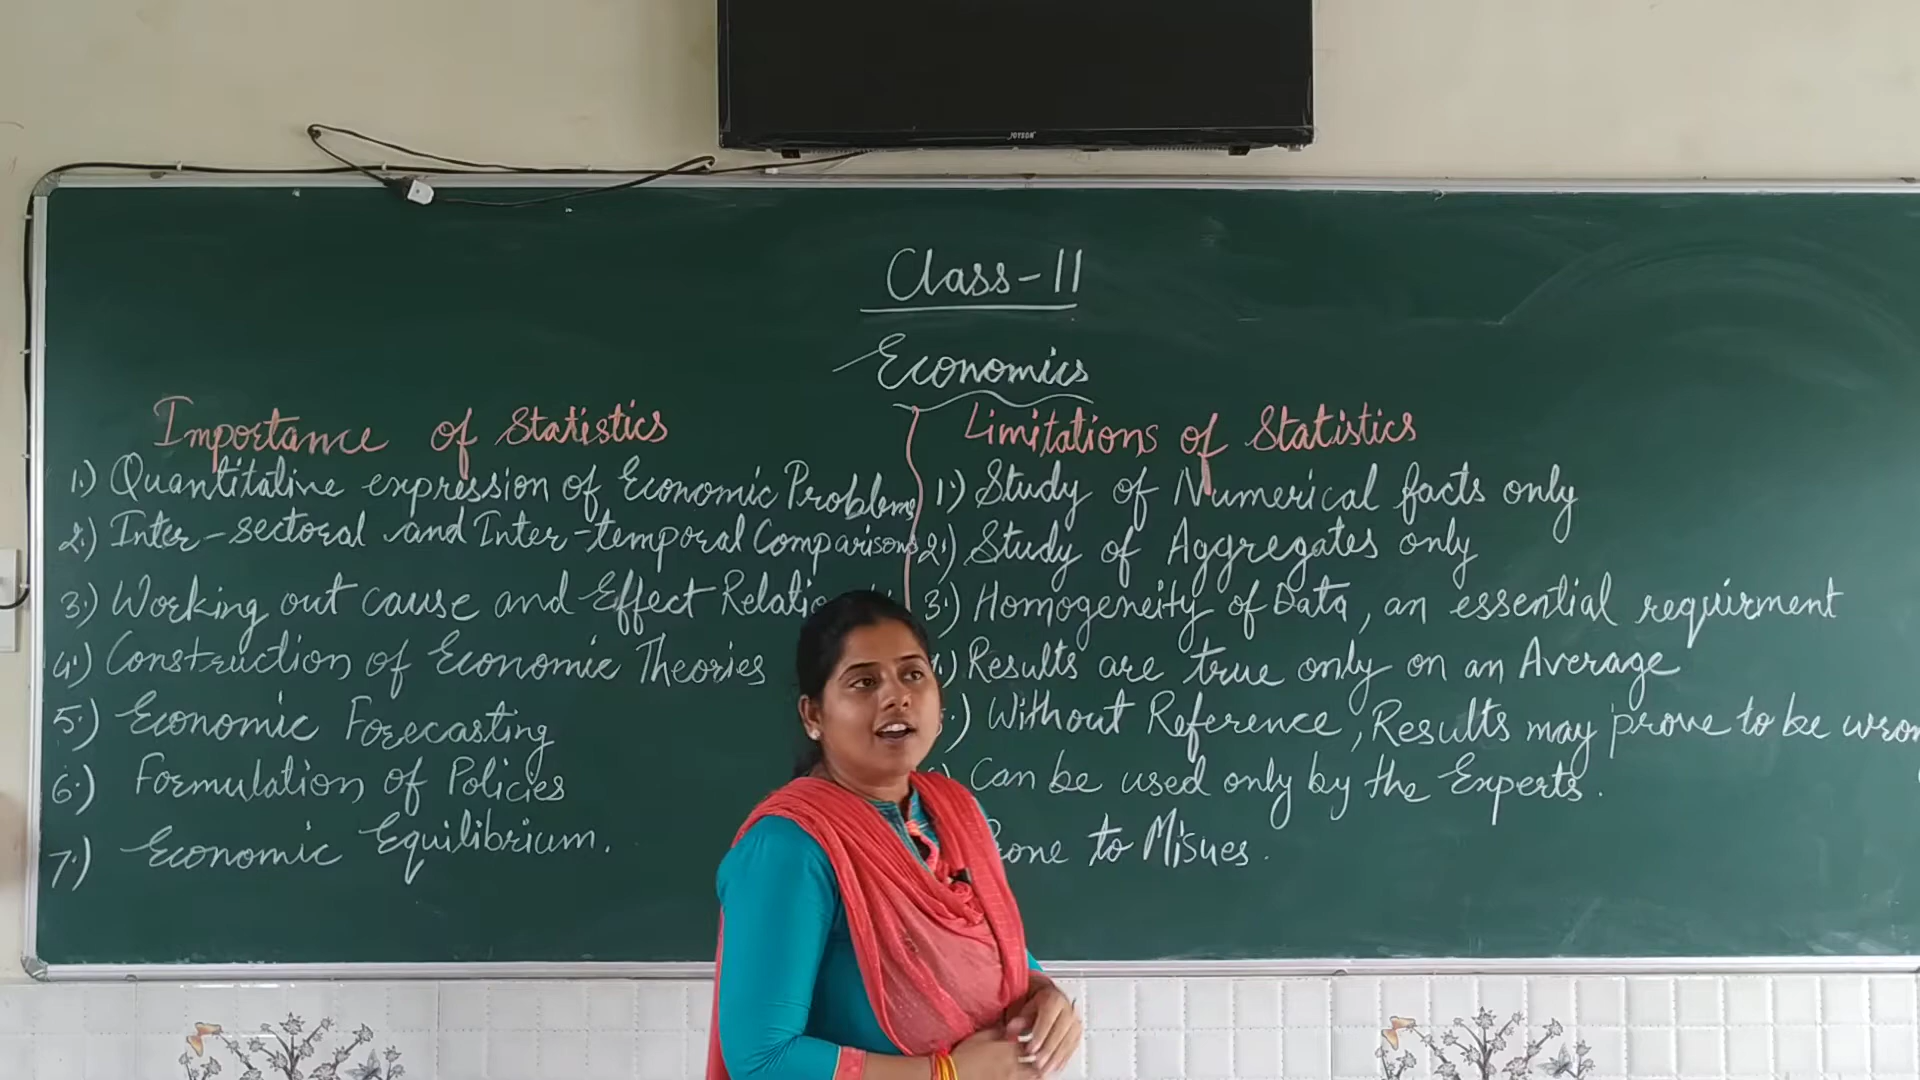 JOYSON
Class-11
Economics
Importance of Statistics
1.) Quantitative expression of Economic Problems
2.) Inter-sectoral and Inter-temporal Comparisons
3.) Working out cause and Effect
4.) Construction of Economic Theories
5.) Economic Forecasting
6.) Formulation of Policies
7.) Economic Equilibrium.
Limitations of Statistics
1.) Study of Numerical facts only
2.) Study of Aggregates only
3.) Homogeneity of Data, an essential requirment
Results are true only on an Average
Without Reference, Results may prove to be
Can be used only by the Experts.
to Misues.